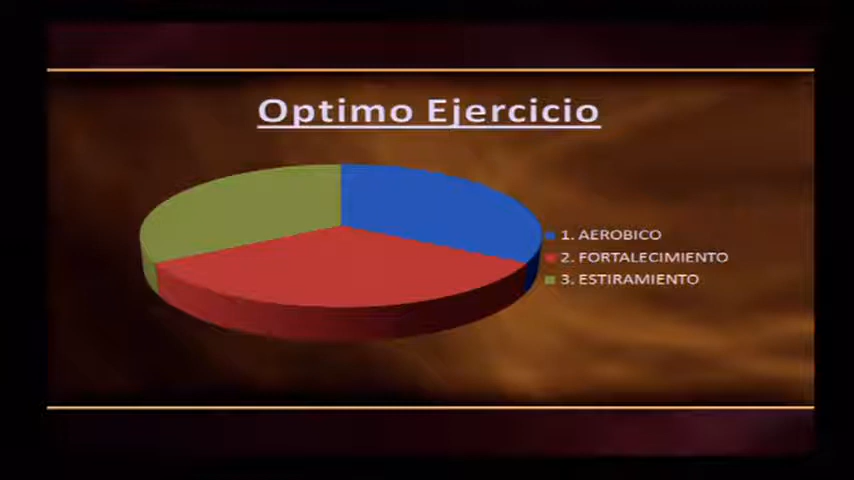 Optimo Ejercicio
1. AEROBICO
2. FORTALECIMIENTO
3. ESTIRAMIENTO